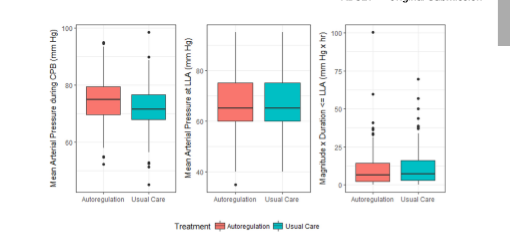 Original Submission
Mean Arterial Pressure during CPB (mm Hg)
100
80
60
Autoregulation Usual Care
Mean Arterial Pressure at LLA (mm Hg)
80
60
40
Autoregulation Usual Care
Magnitude x Duration <= LLA (mm Hg x hr)
100
75
50
25
0
Autoregulation Usual Care
Treatment Autoregulation Usual Care